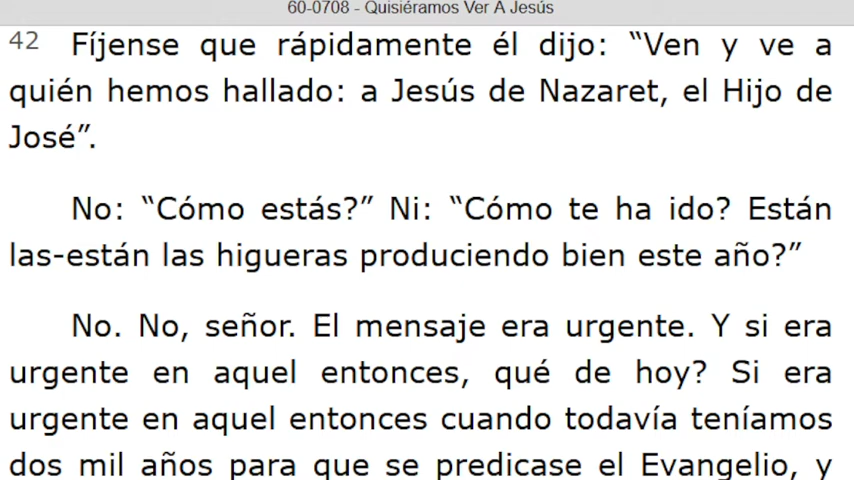 60-0708 - Quisiéramos Ver A Jesús
42 Fíjense que rápidamente él dijo: “Ven y ve a
quién hemos hallado: a Jesús de Nazaret, el Hijo de
José”.
No: “Cómo estás?” Ni: “Cómo te ha ido? Están
las-están las higueras produciendo bien este año?”
No. No, señor. El mensaje era urgente. Y si era
urgente en aquel entonces, qué de hoy? Si era
urgente en aquel entonces cuando todavía teníamos
dos mil años para que se predicase el Evangelio, y